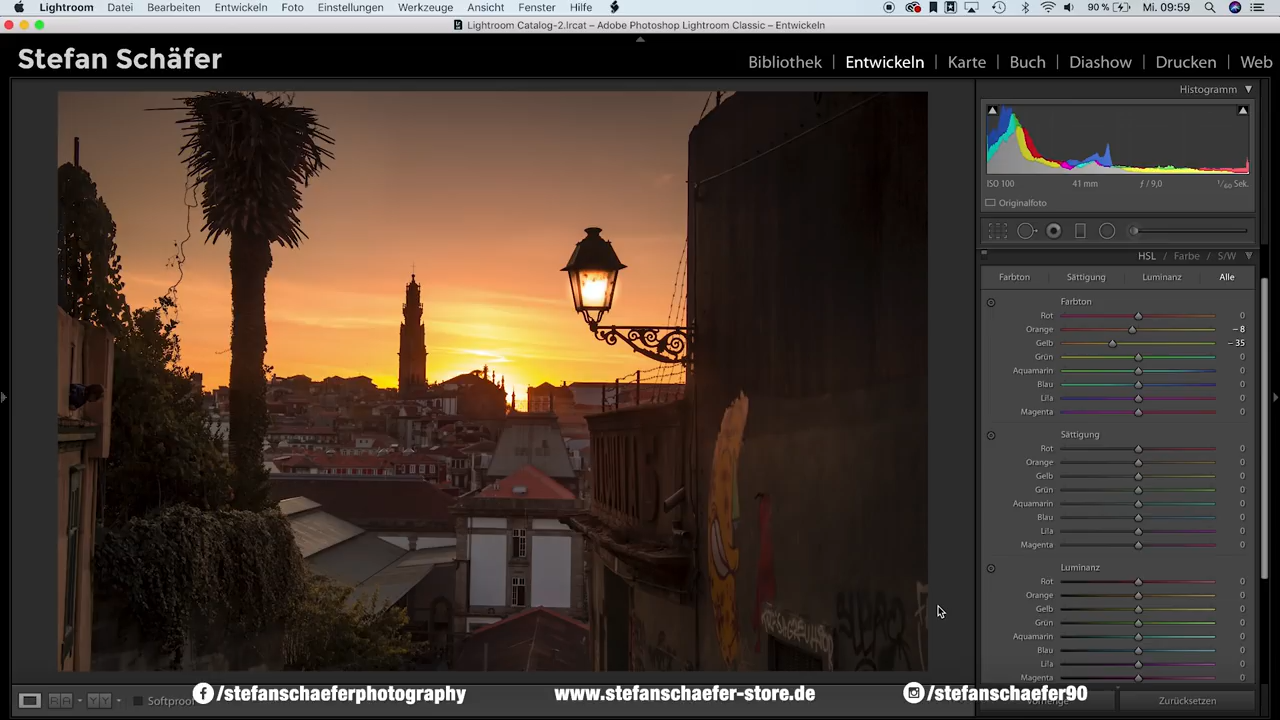 Lightroom Datei Bearbeiten Entwickeln Foto Einstellungen Werkzeuge Ansicht Fenster Hilfe 90 % Mi. 09:59
Lightroom Catalog-2.lrcat – Adobe Photoshop Lightroom Classic – Entwickeln
Stefan Schäfer
Bibliothek | Entwickeln | Karte | Buch | Diashow | Drucken | Web
Histogramm
ISO 100 41 mm ƒ / 9,0 1/60 Sek.
Originalfoto
HSL / Farbe / S/W
Farbton Sättigung Luminanz Alle
Farbton
Rot 0
Orange – 8
Gelb – 35
Grün 0
Aquamarin 0
Blau 0
Lila 0
Magenta 0
Sättigung
Rot 0
Orange 0
Gelb 0
Grün 0
Aquamarin 0
Blau 0
Lila 0
Magenta 0
Luminanz
Rot 0
Orange 0
Gelb 0
Grün 0
Aquamarin 0
Blau 0
Lila 0
Magenta 0
Softproof
/stefanschaeferphotography www.stefanschaefer-store.de /stefanschaefer90
Vorherige Zurücksetzen